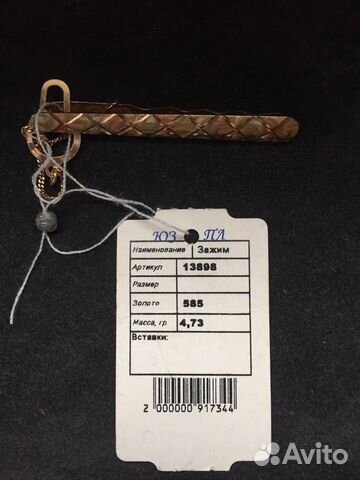 ЮЗ ПЛ
Наименование Зажим
Артикул 13898
Размер
Золото 585
Масса, гр 4,73
Вставки:
2 000000 917344
Avito